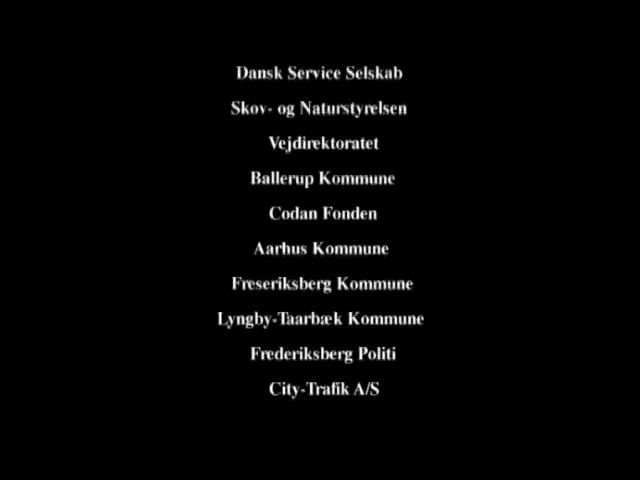 Dansk Service Selskab
Skov- og Naturstyrelsen
Vejdirektoratet
Ballerup Kommune
Codan Fonden
Aarhus Kommune
Freseriksberg Kommune
Lyngby-Taarbæk Kommune
Frederiksberg Politi
City-Trafik A/S